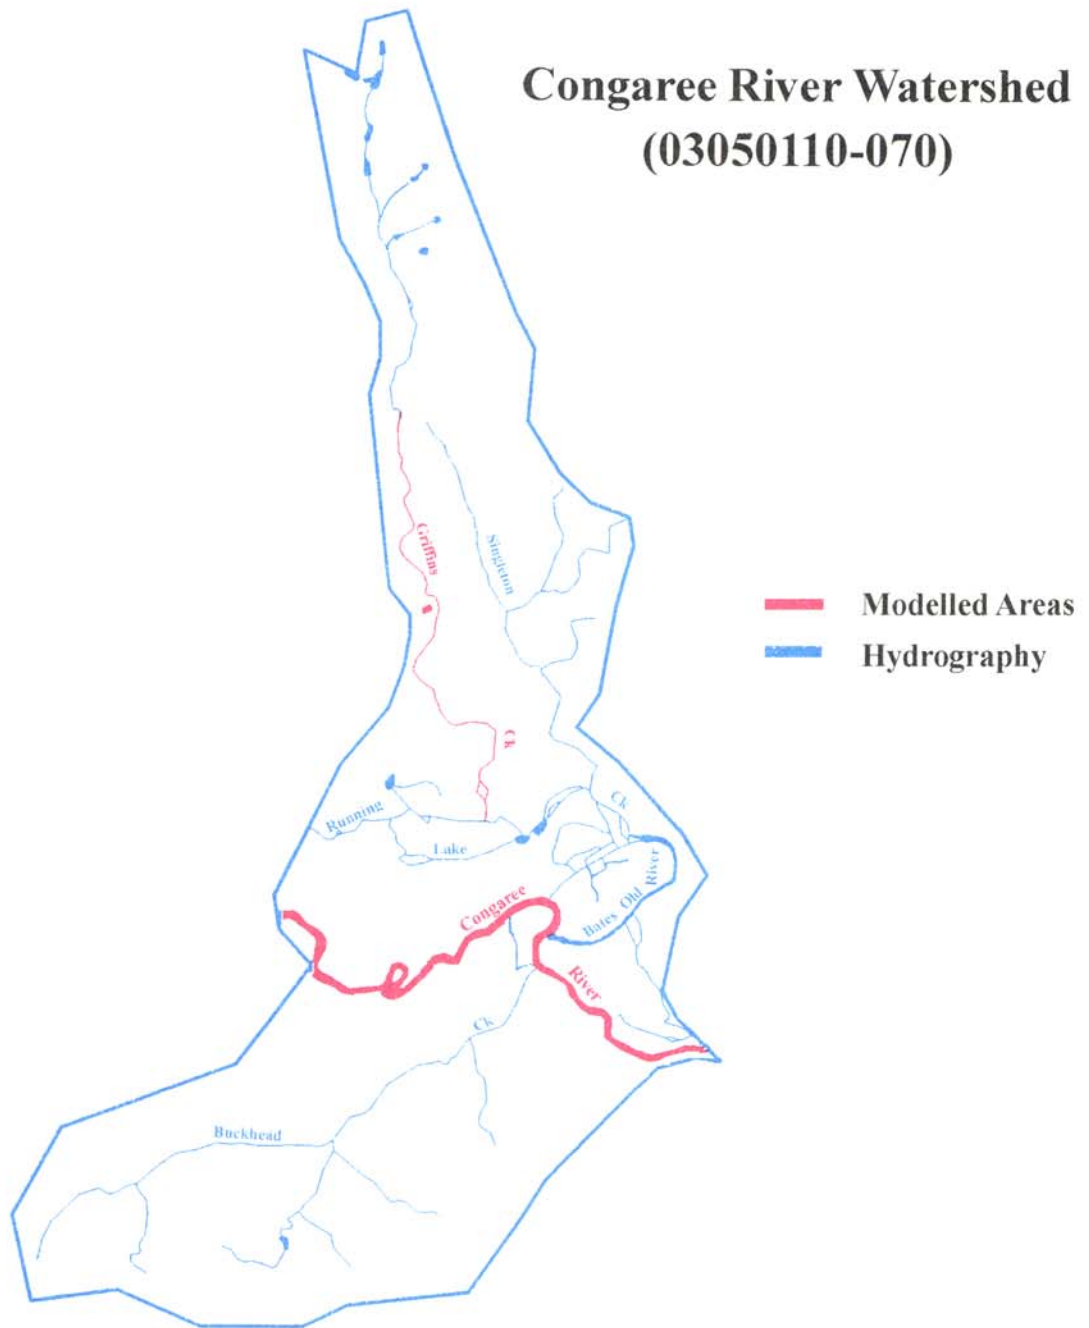 Congaree River Watershed
(03050110-070)
Griffins
Singleton
Modelled Areas
Hydrography
Ck
Running
Ck
Lake
Bates Old River
Congaree
River
Ck
Buckhead